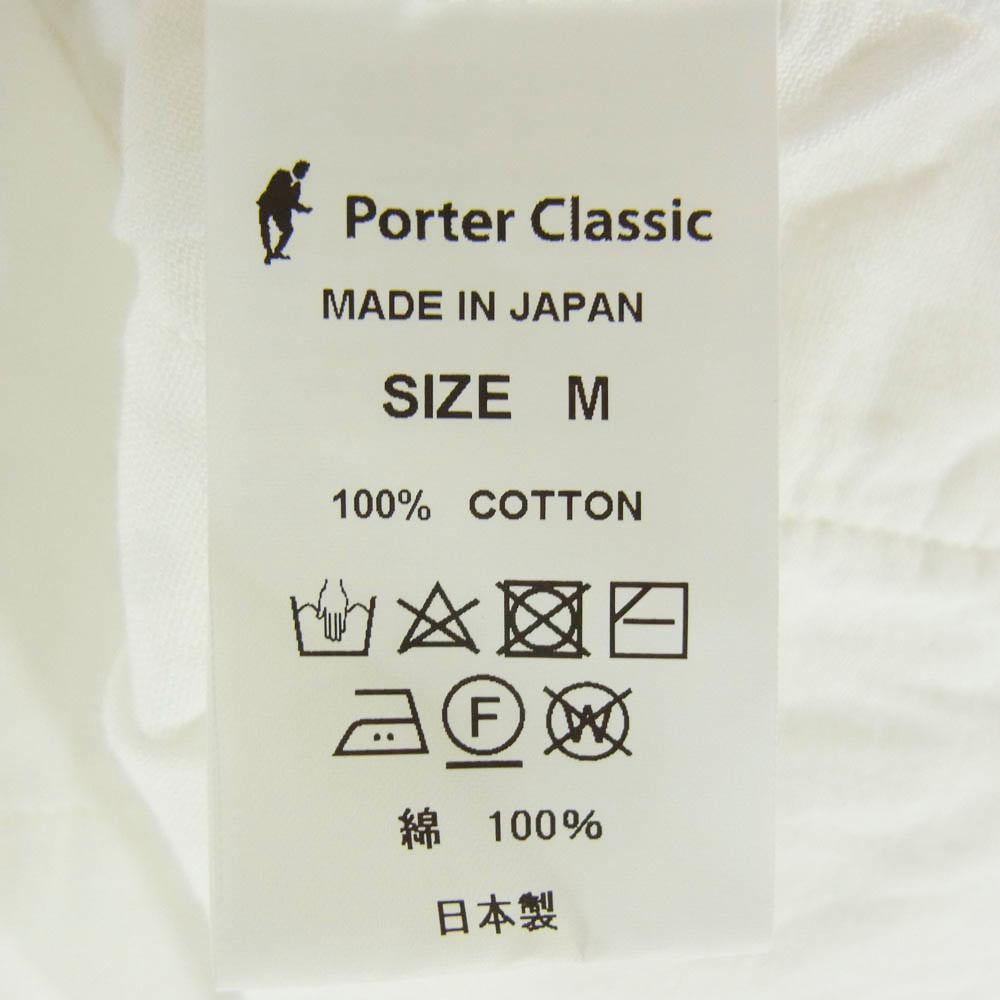 Porter Classic
MADE IN JAPAN
SIZE M
100% COTTON
F W
綿 100%
日本製